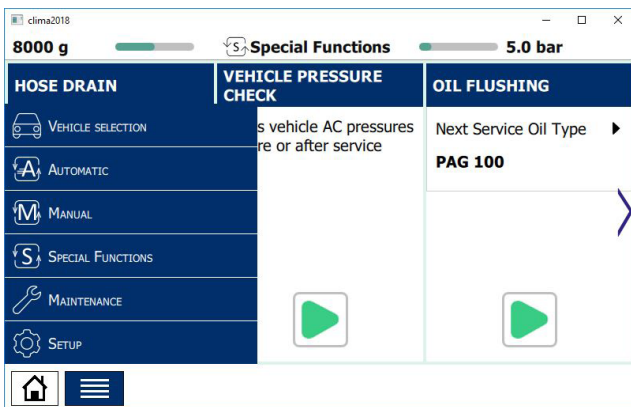 clima2018
8000 g
S Special Functions
5.0 bar
HOSE DRAIN
VEHICLE PRESSURE
CHECK
OIL FLUSHING
VEHICLE SELECTION
A AUTOMATIC
M MANUAL
S SPECIAL FUNCTIONS
MAINTENANCE
SETUP
s vehicle AC pressures
re or after service
Next Service Oil Type
PAG 100